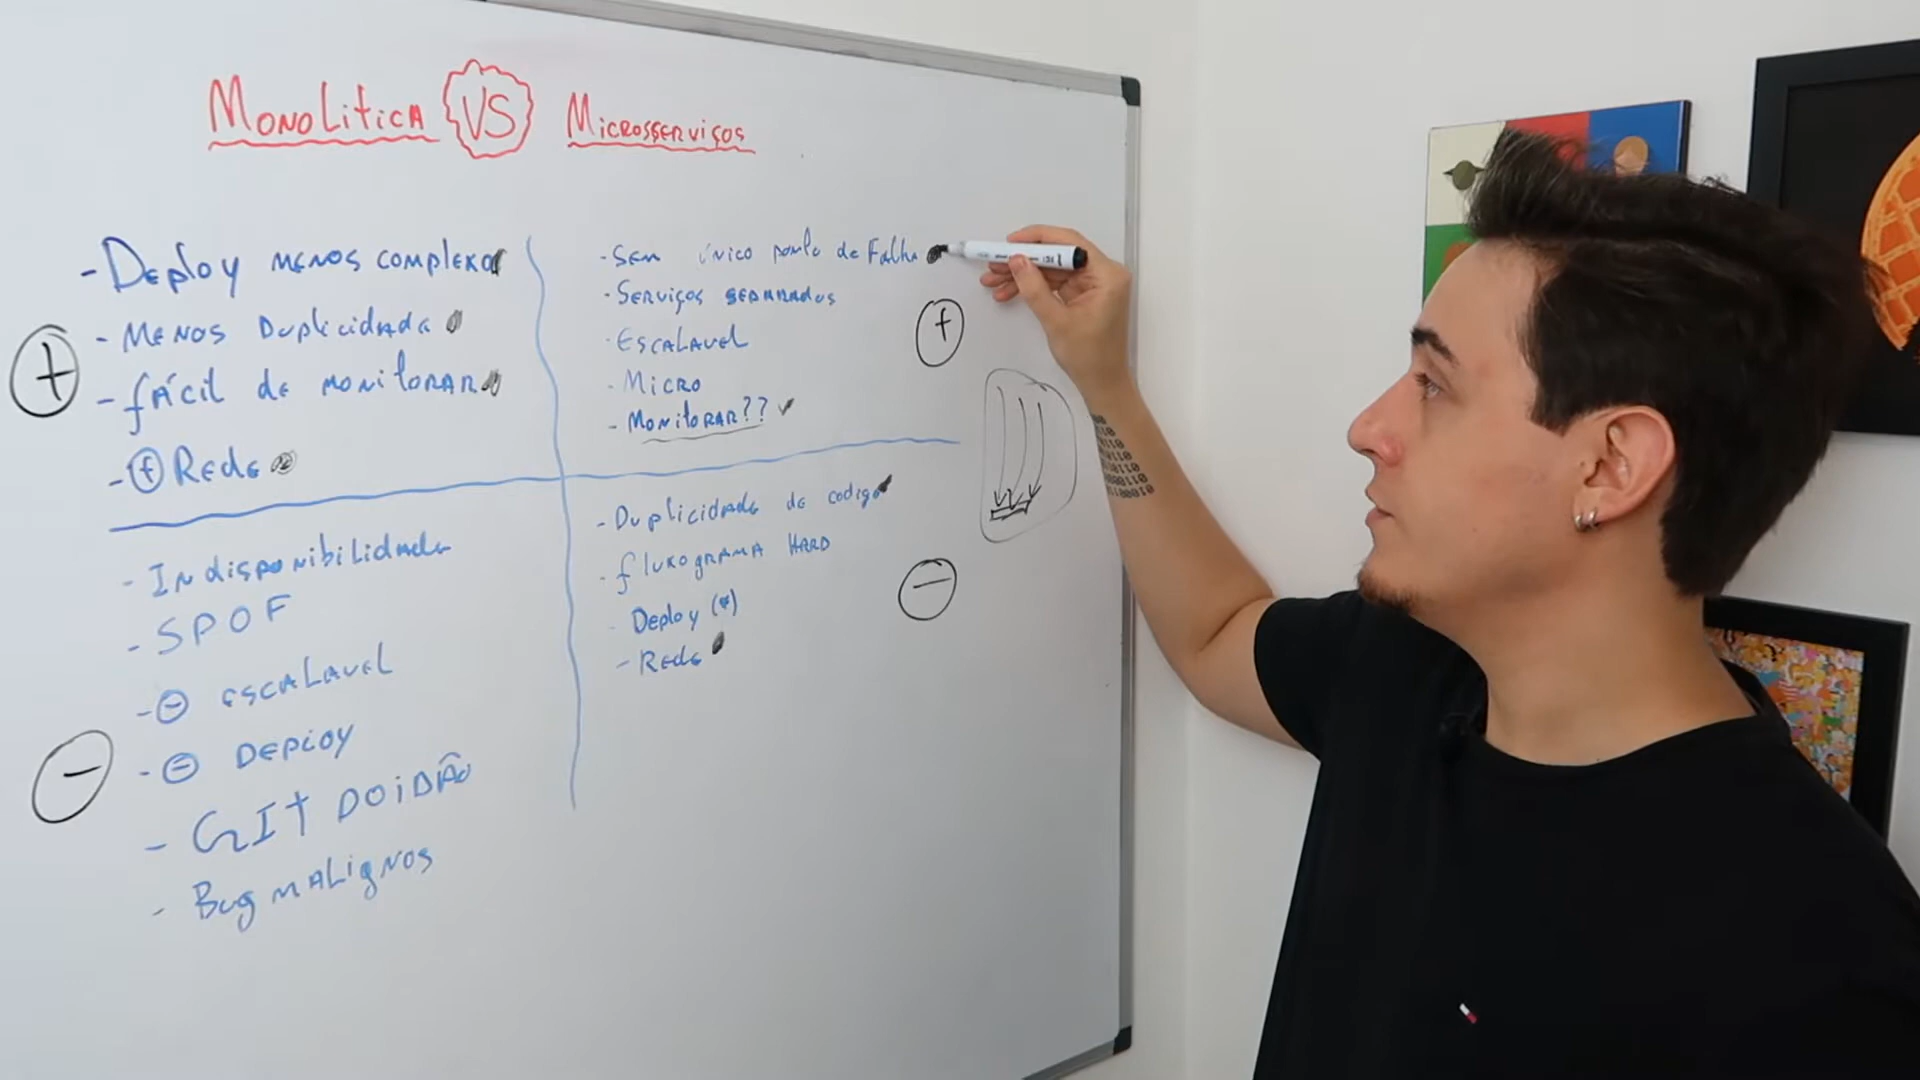 MONOLITICA VS MICROSSERVIÇOS
- DEPLOY MENOS COMPLEXO
- MENOS DUPLICIDADE
- FÁCIL DE MONITORAR
- + REDE
- INDISPONIBILIDADE
- SPOF
- - ESCALAVEL
- - DEPLOY
- GIT DOIDÃO
- BUG MALIGNOS
- SEM ÚNICO PONTO DE FALHA
- SERVIÇOS SEPARADOS
- ESCALAVEL
- MICRO
- MONITORAR??
+
- DUPLICIDADE DE CODIGO
- FLUXOGRAMA HARD
- DEPLOY (*)
- REDE
-
+
-